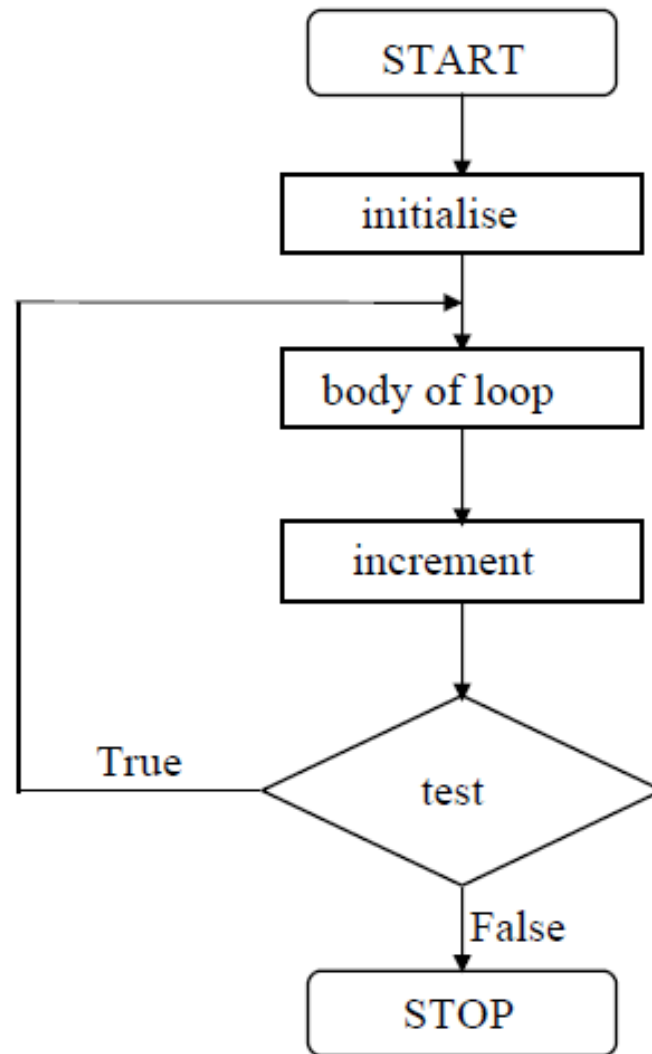 START
initialise
body of loop
increment
True
test
False
STOP